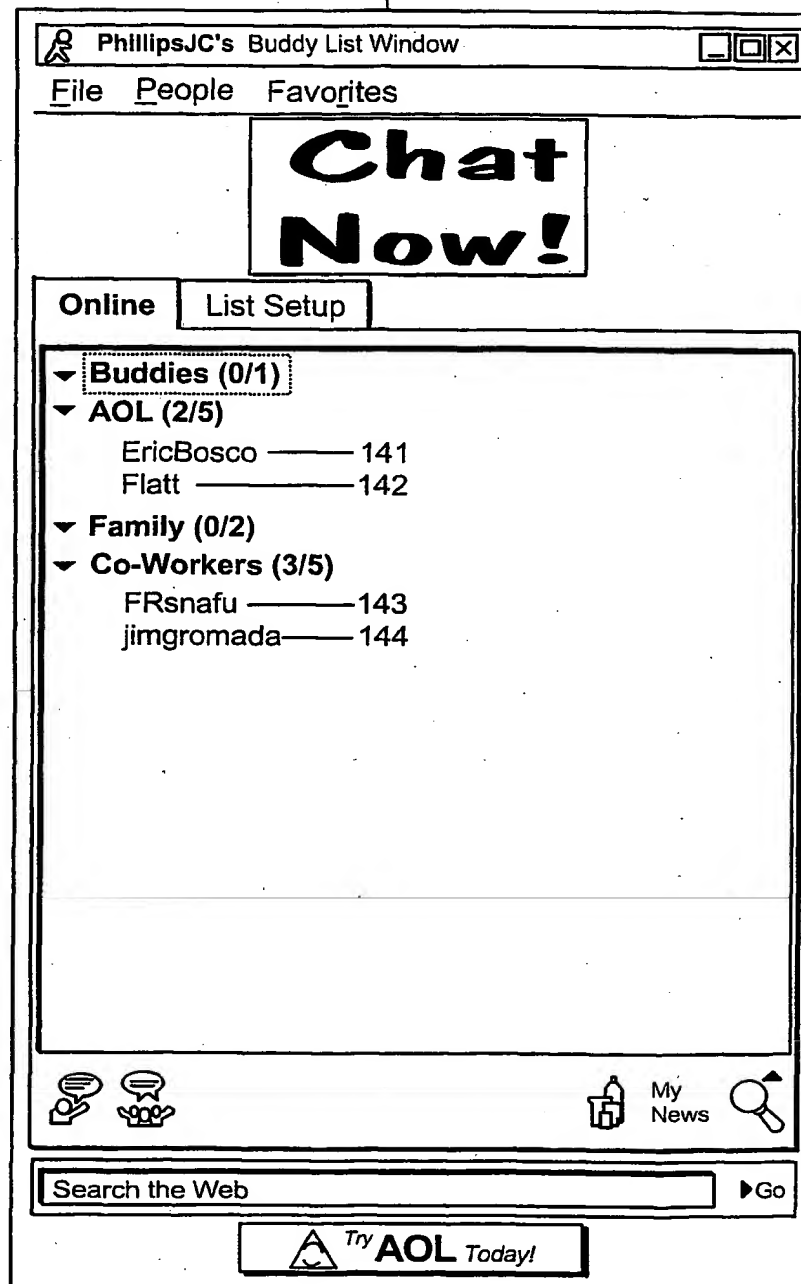 PhillipsJC's Buddy List Window
File People Favorites
Chat
Now!
Online List Setup
Buddies (0/1)
AOL (2/5)
EricBosco 141
Flatt 142
Family (0/2)
Co-Workers (3/5)
FRsnafu 143
jimgromada 144
My
News
Search the Web Go
Try AOL Today!